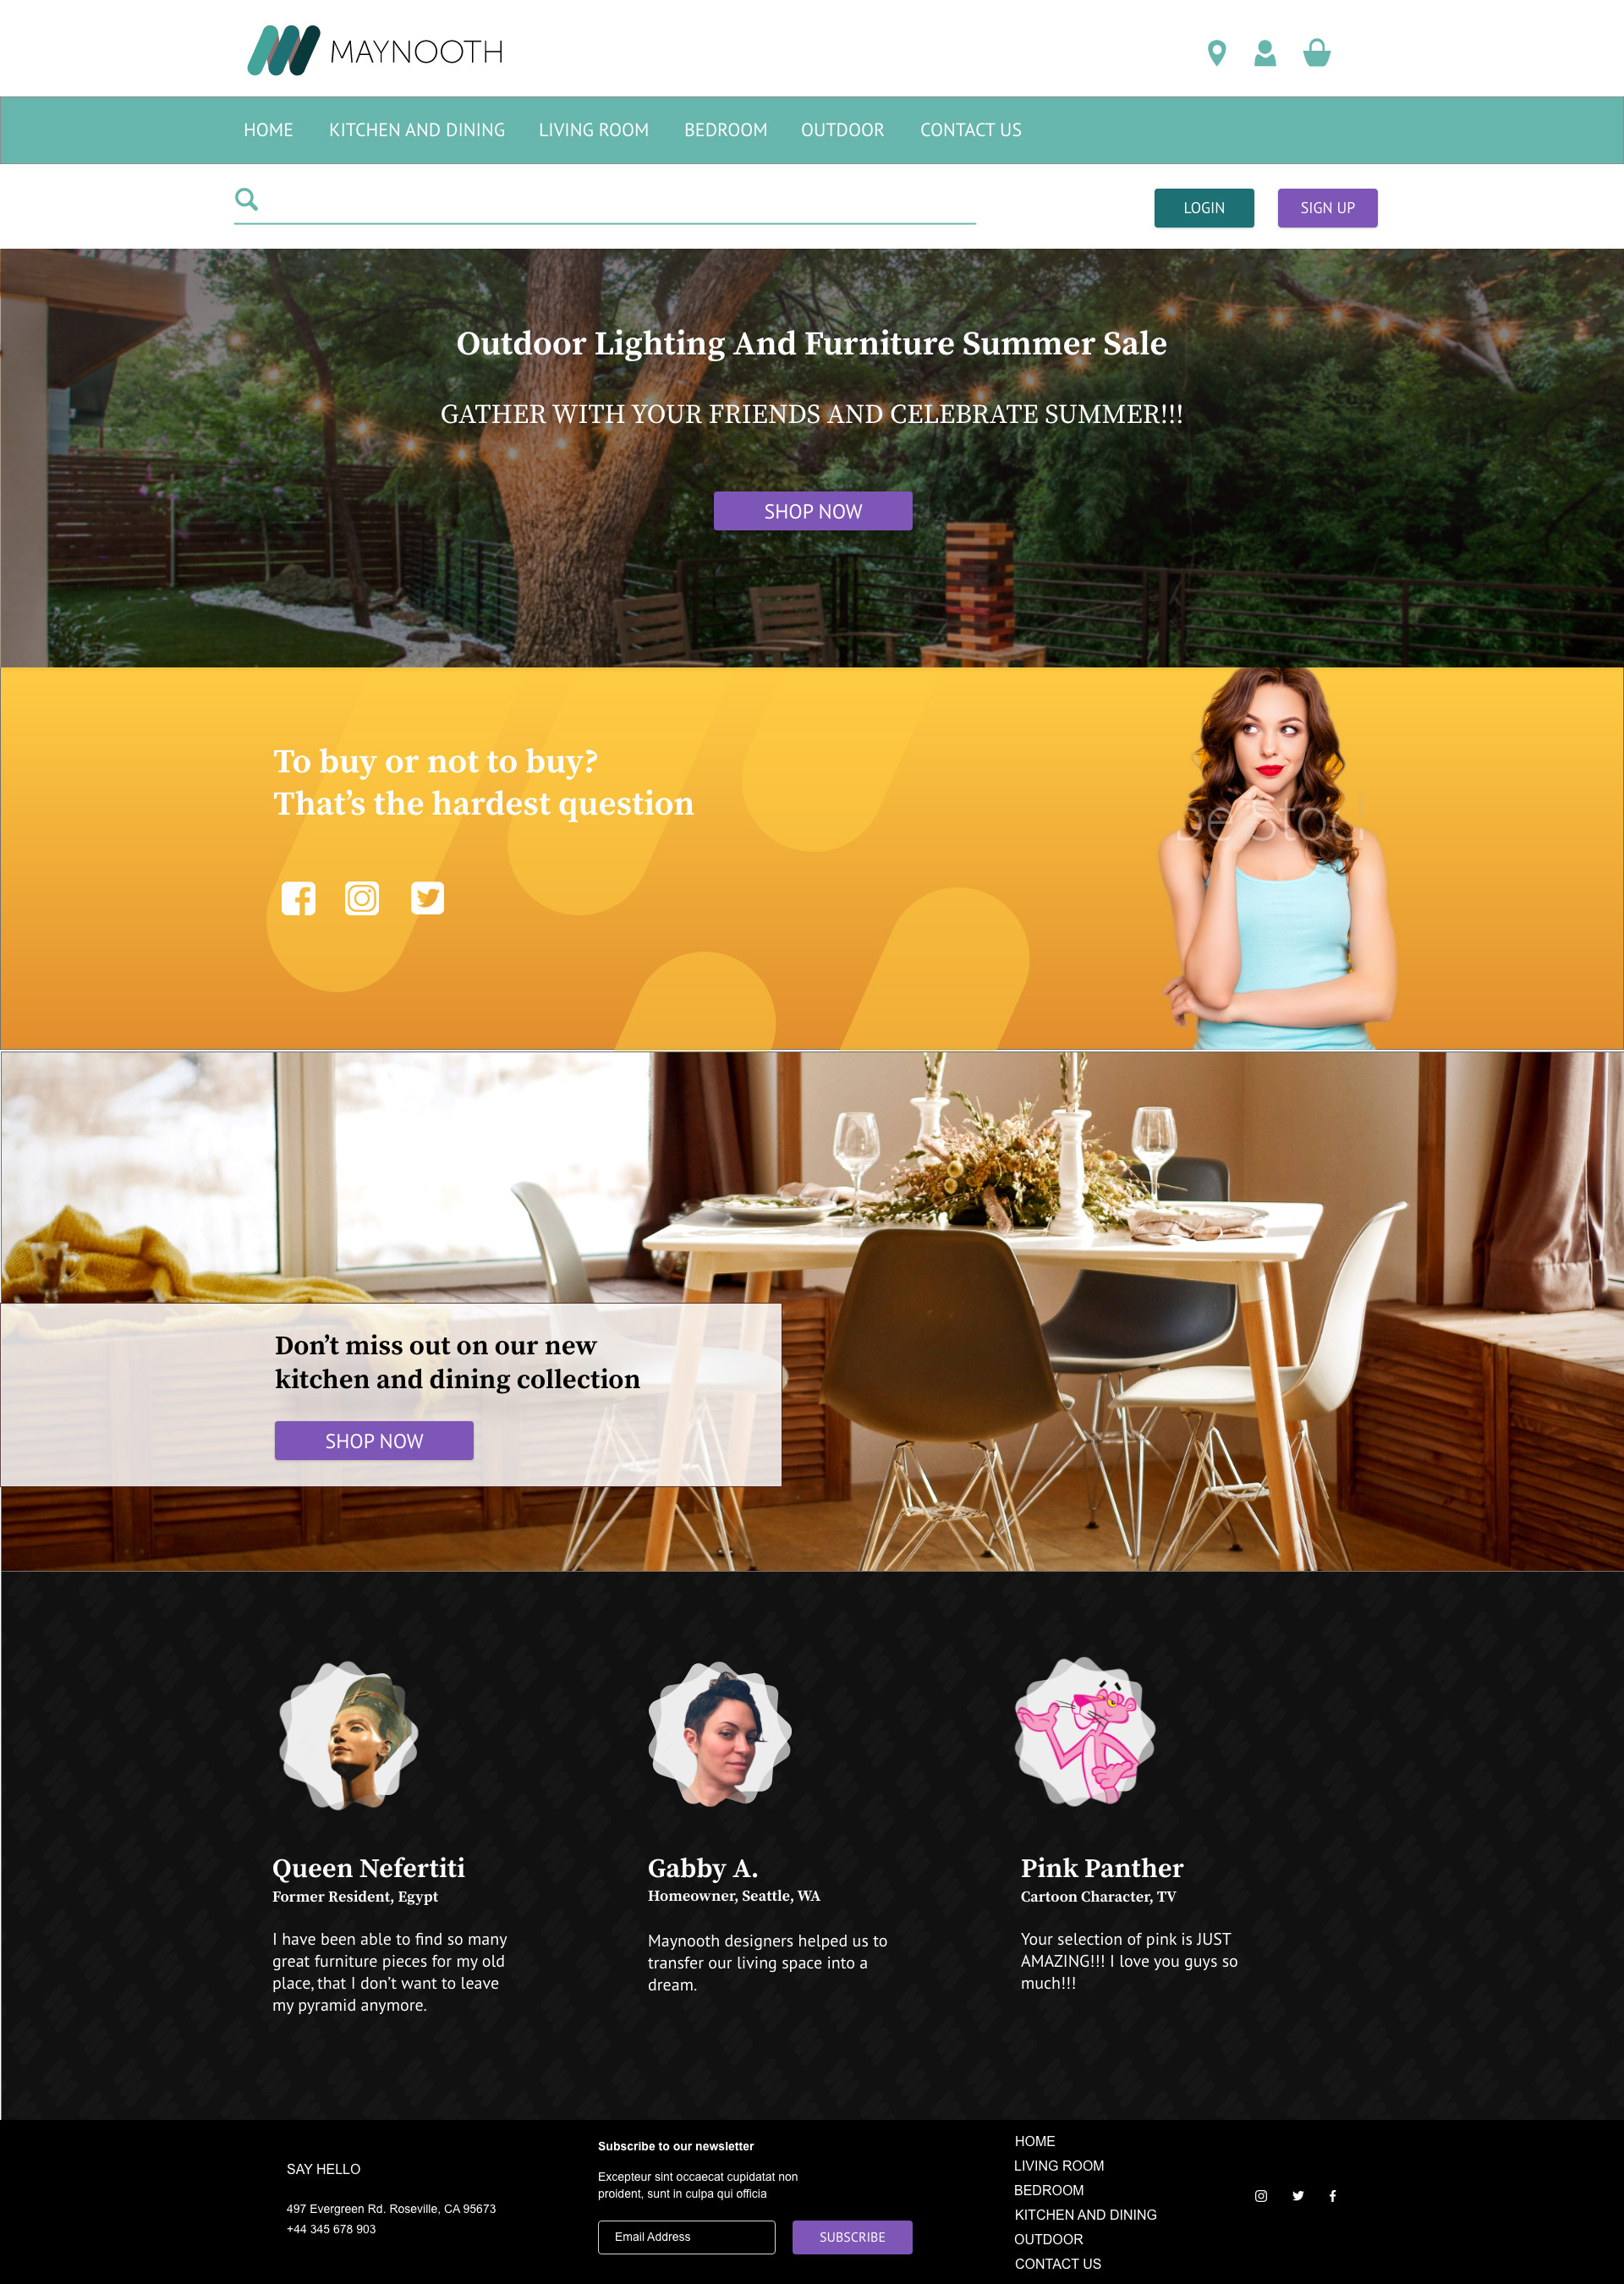 MAYNOOTH
HOME KITCHEN AND DINING LIVING ROOM BEDROOM OUTDOOR CONTACT US
LOGIN SIGN UP
Outdoor Lighting And Furniture Summer Sale
GATHER WITH YOUR FRIENDS AND CELEBRATE SUMMER!!!
SHOP NOW
To buy or not to buy?
That’s the hardest question
Don’t miss out on our new
kitchen and dining collection
SHOP NOW
Queen Nefertiti
Former Resident, Egypt
I have been able to find so many
great furniture pieces for my old
place, that I don’t want to leave
my pyramid anymore.
Gabby A.
Homeowner, Seattle, WA
Maynooth designers helped us to
transfer our living space into a
dream.
Pink Panther
Cartoon Character, TV
Your selection of pink is JUST
AMAZING!!! I love you guys so
much!!!
SAY HELLO
497 Evergreen Rd. Roseville, CA 95673
+44 345 678 903
Subscribe to our newsletter
Excepteur sint occaecat cupidatat non
proident, sunt in culpa qui officia
Email Address
SUBSCRIBE
HOME
LIVING ROOM
BEDROOM
KITCHEN AND DINING
OUTDOOR
CONTACT US